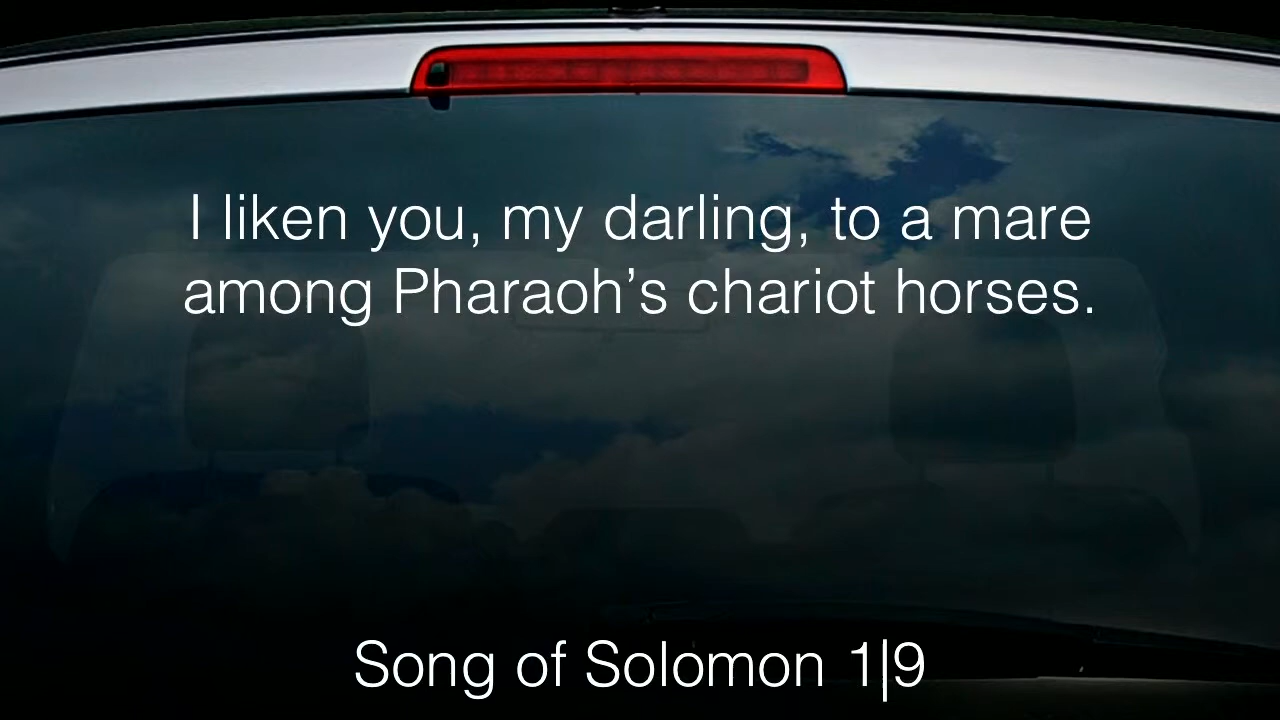 I liken you, my darling, to a mare
among Pharaoh’s chariot horses.
Song of Solomon 1|9